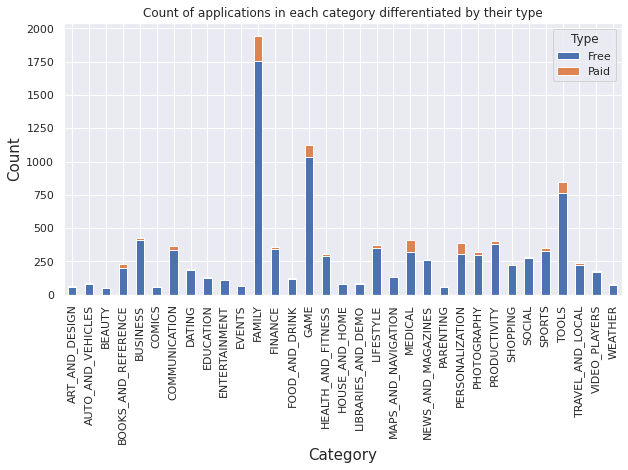 Count of applications in each category differentiated by their type
Type
Free
Paid
2000
1750
1500
1250
1000
750
500
250
0
Count
ART_AND_DESIGN
AUTO_AND_VEHICLES
BEAUTY
BOOKS_AND_REFERENCE
BUSINESS
COMICS
COMMUNICATION
DATING
EDUCATION
ENTERTAINMENT
EVENTS
FAMILY
FINANCE
FOOD_AND_DRINK
GAME
HEALTH_AND_FITNESS
HOUSE_AND_HOME
LIBRARIES_AND_DEMO
LIFESTYLE
MAPS_AND_NAVIGATION
MEDICAL
NEWS_AND_MAGAZINES
PARENTING
PERSONALIZATION
PHOTOGRAPHY
PRODUCTIVITY
SHOPPING
SOCIAL
SPORTS
TOOLS
TRAVEL_AND_LOCAL
VIDEO_PLAYERS
WEATHER
Category